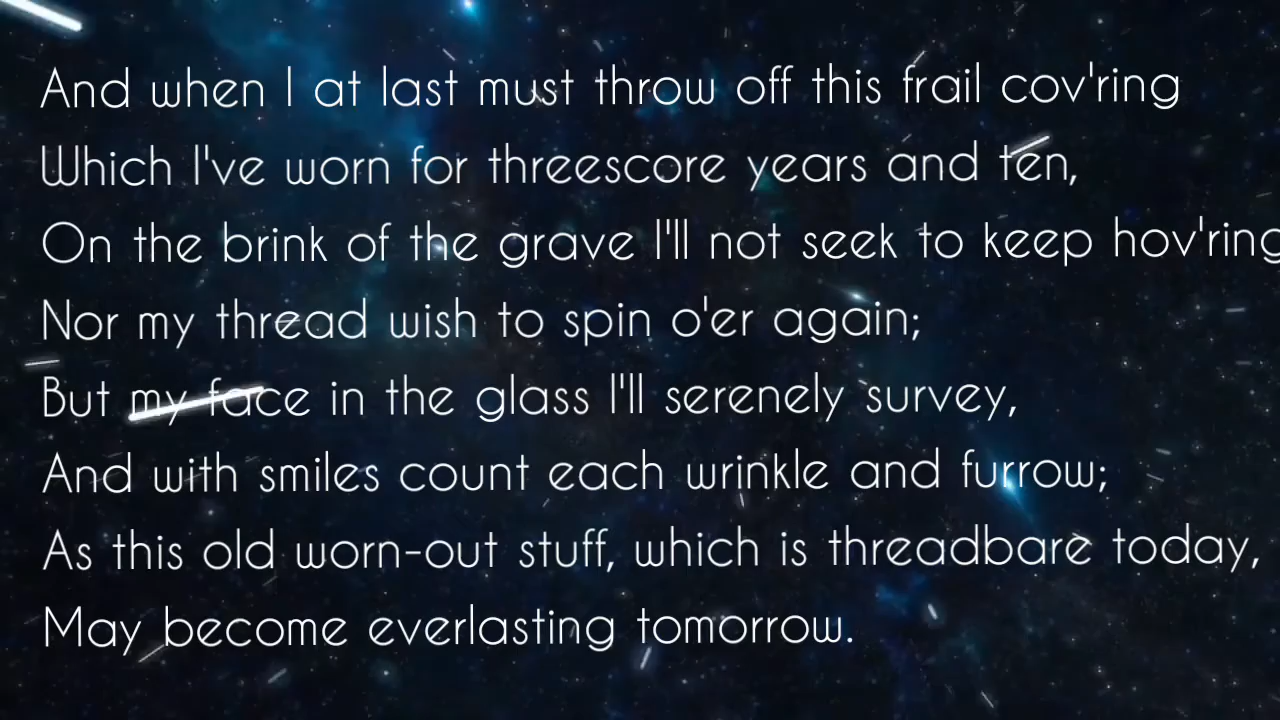 And when I at last must throw off this frail cov'ring
Which I've worn for threescore years and ten,
On the brink of the grave I'll not seek to keep hov'ring
Nor my thread wish to spin o'er again;
But my face in the glass I'll serenely survey,
And with smiles count each wrinkle and furrow;
As this old worn-out stuff, which is threadbare today,
May become everlasting tomorrow.